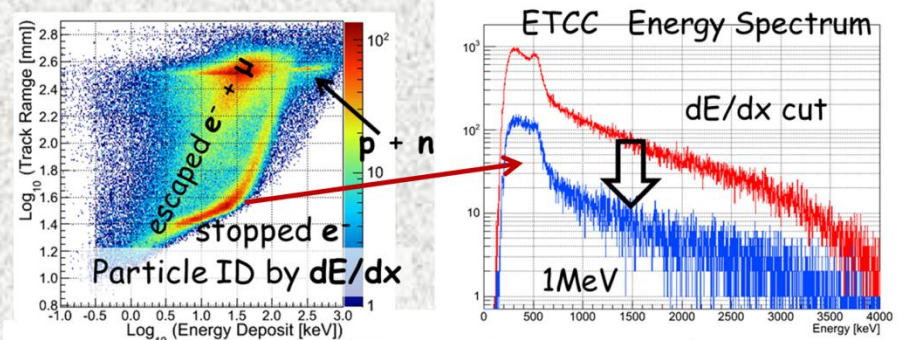 2.8
2.6
2.4
2.2
2.0
1.8
1.6
1.4
1.2
1.0
0.8
Log10 (Track Ramge [mm])
-1.0 -0.5 0.0 0.5 1.0 1.5 2.0 2.5 3.0
Log10 (Energy Deposit [keV])
10²
10
1
escaped e- + μ
p + n
stopped e-
Particle ID by dE/dx
ETCC Energy Spectrum
10³
10²
10
1
dE/dx cut
1MeV
0 500 1000 1500 2000 2500 3000 3500 4000
Energy [keV]